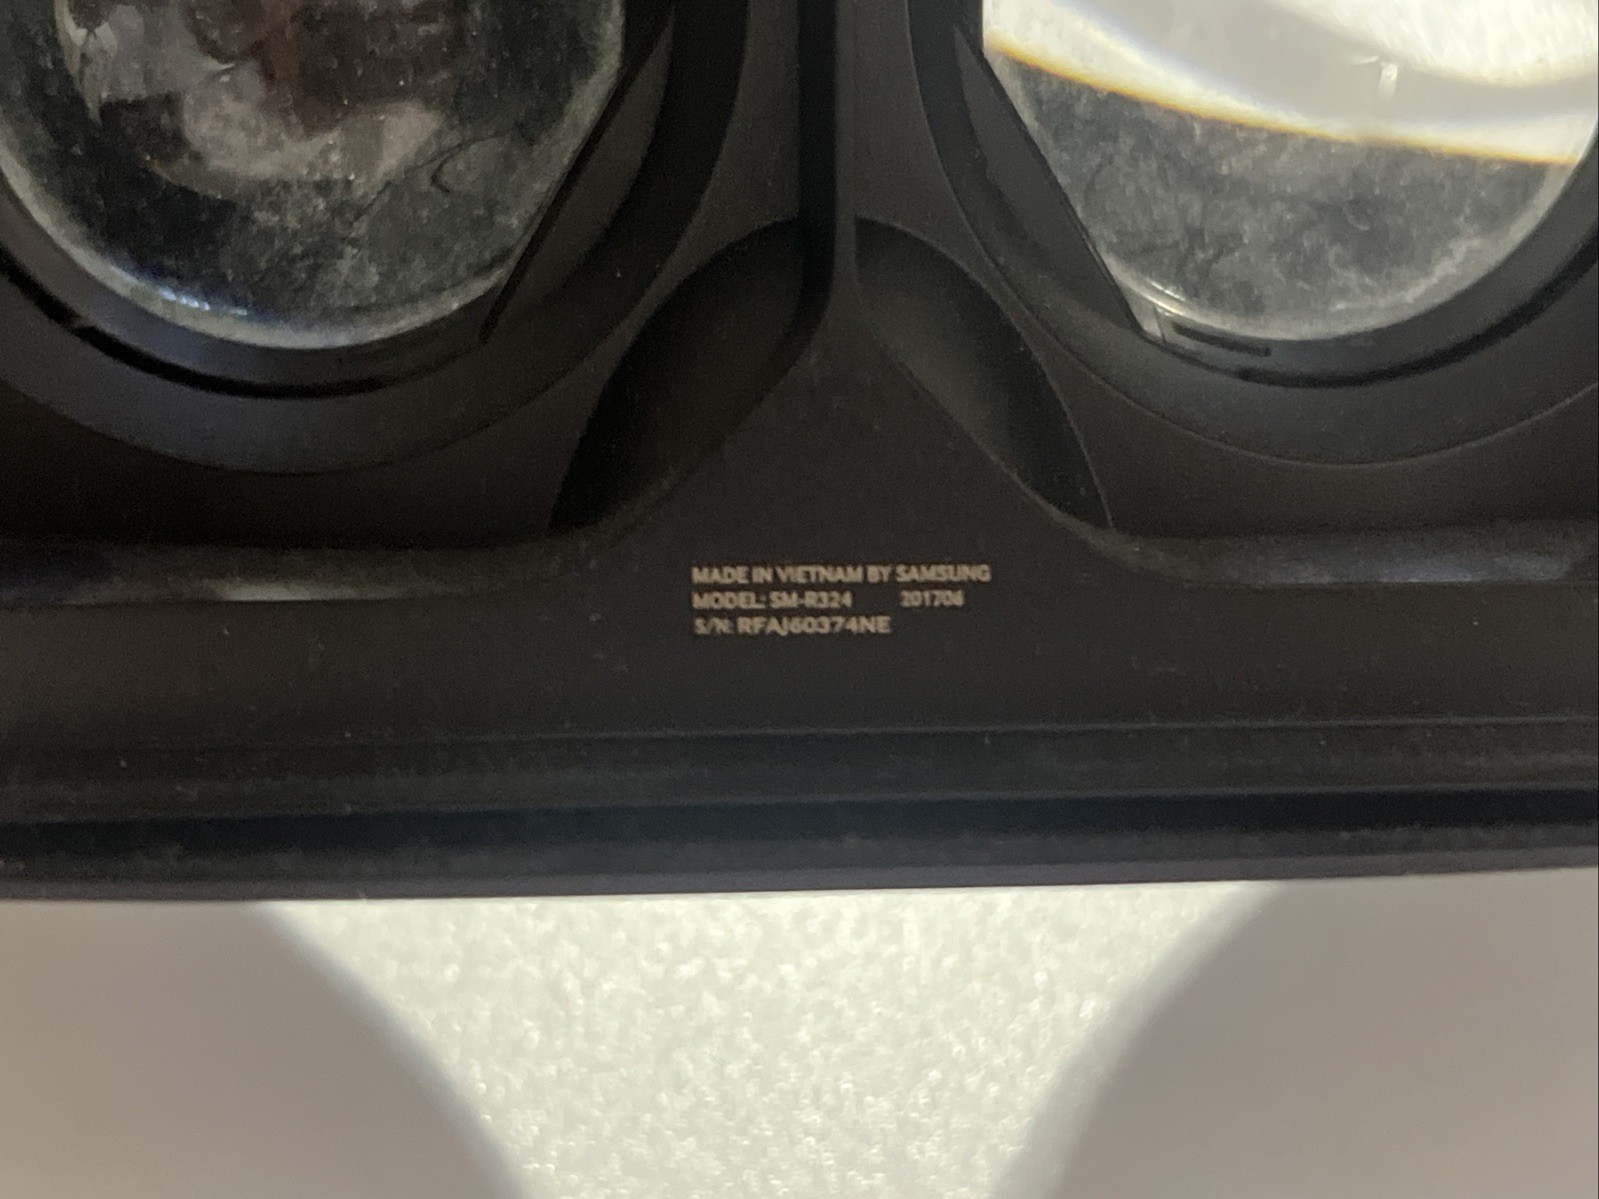 MADE IN VIETNAM BY SAMSUNG
MODEL: SM-R324 201706
S/N: RFAJ60374NE